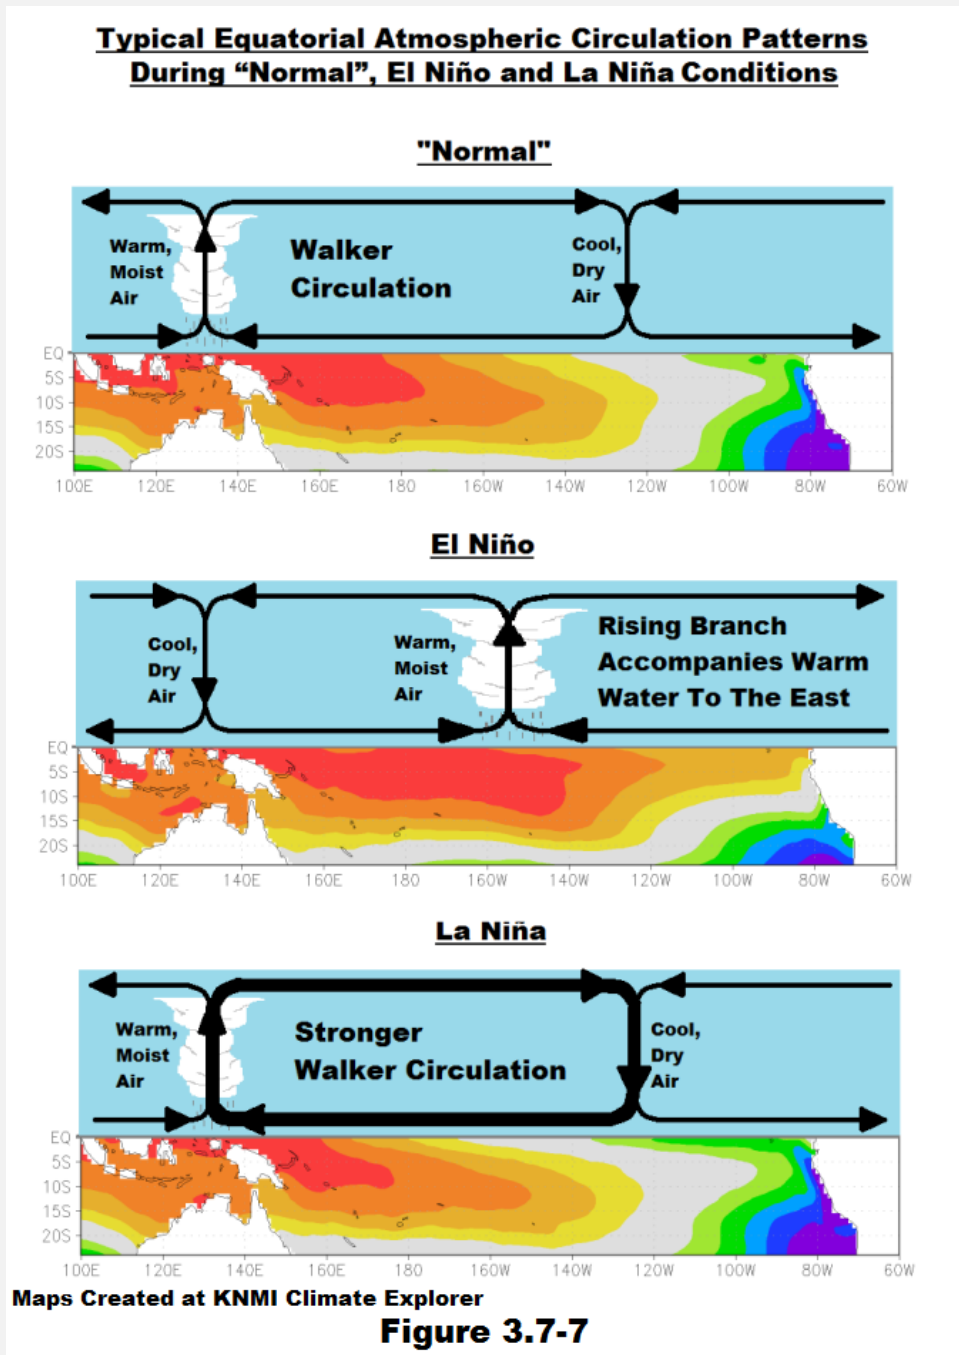 Typical Equatorial Atmospheric Circulation Patterns
During “Normal”, El Niño and La Niña Conditions
"Normal"
Warm,
Moist
Air
Walker
Circulation
Cool,
Dry
Air
EQ
5S
10S
15S
20S
100E 120E 140E 160E 180 160W 140W 120W 100W 80W 60W
El Niño
Cool,
Dry
Air
Warm,
Moist
Air
Rising Branch
Accompanies Warm
Water To The East
EQ
5S
10S
15S
20S
100E 120E 140E 160E 180 160W 140W 120W 100W 80W 60W
La Niña
Warm,
Moist
Air
Stronger
Walker Circulation
Cool,
Dry
Air
EQ
5S
10S
15S
20S
100E 120E 140E 160E 180 160W 140W 120W 100W 80W 60W
Maps Created at KNMI Climate Explorer
Figure 3.7-7